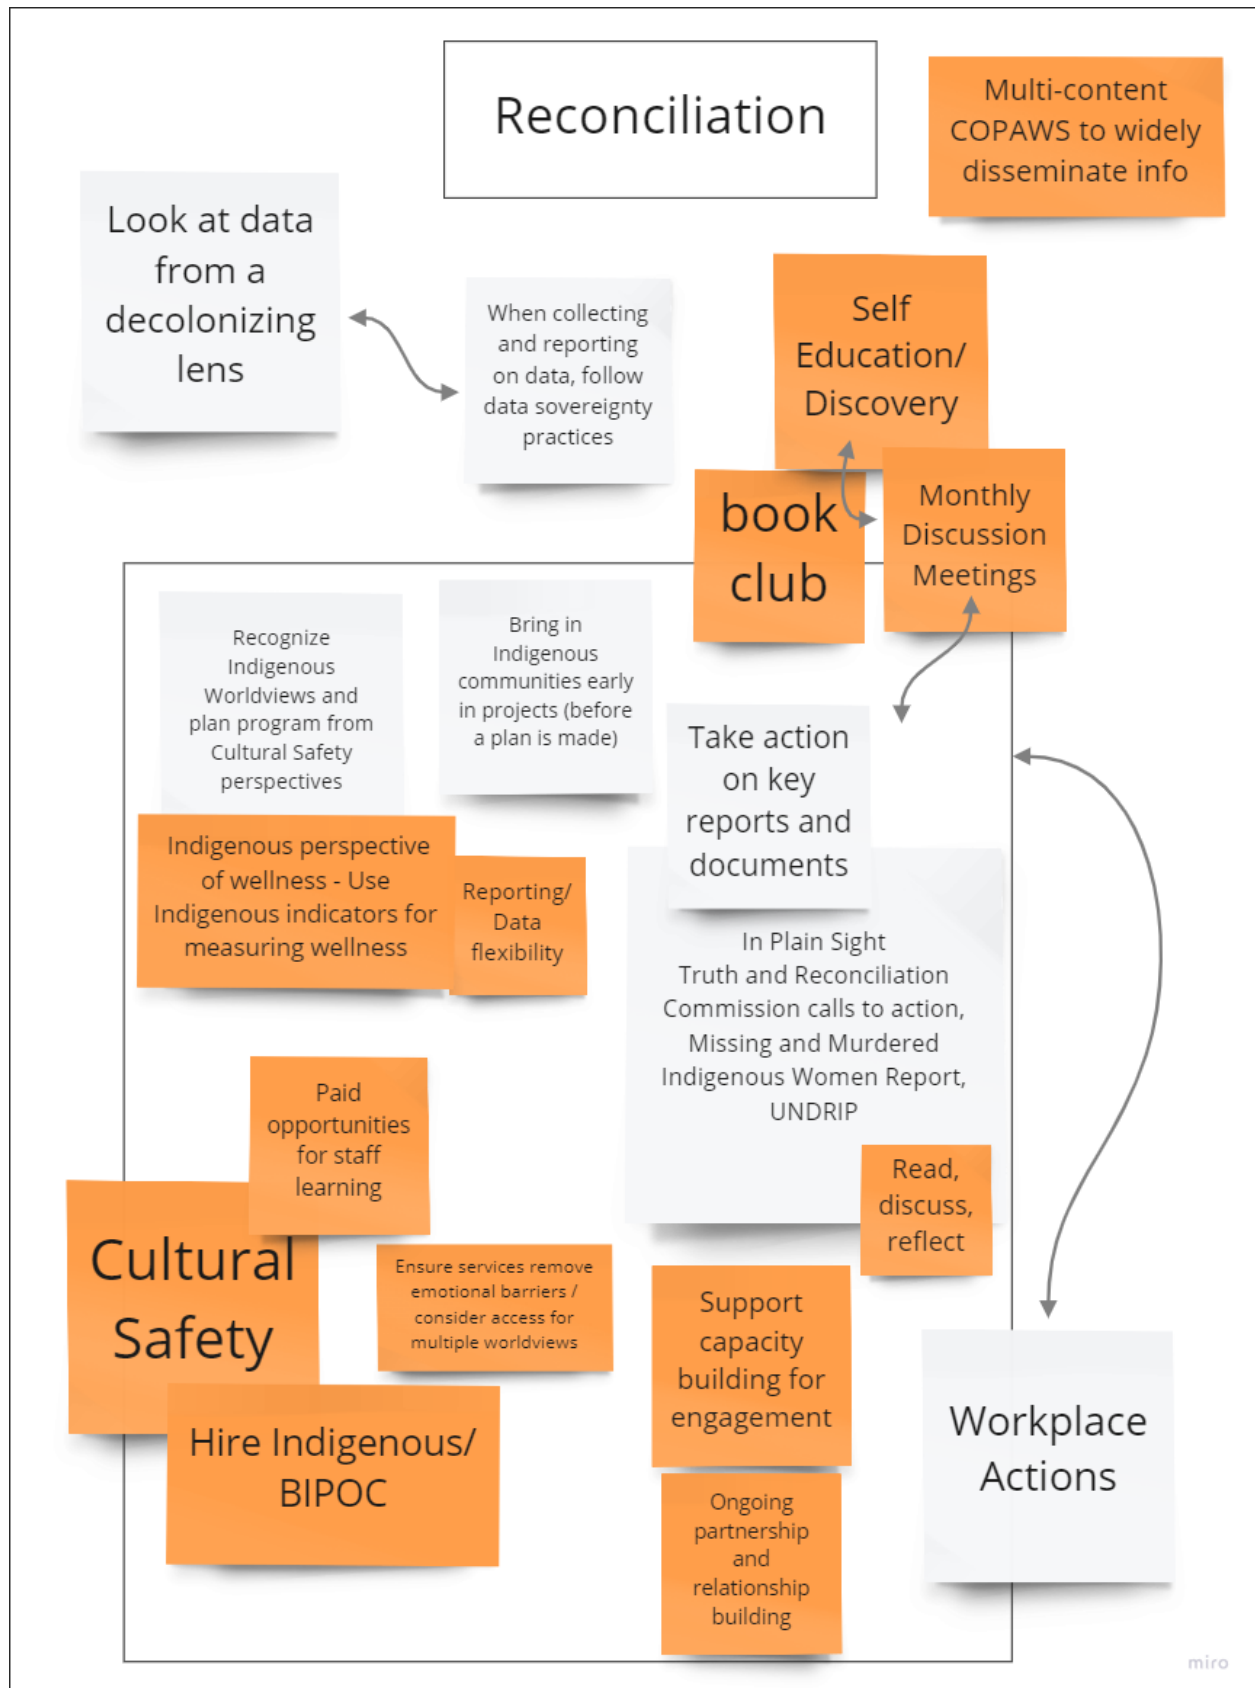 Reconciliation
Multi-content
COPAWS to widely
disseminate info
Look at data
from a
decolonizing
lens
When collecting
and reporting
on data, follow
data sovereignty
practices
Self
Education/
Discovery
book
club
Monthly
Discussion
Meetings
Recognize
Indigenous
Worldviews and
plan program from
Cultural Safety
perspectives
Bring in
Indigenous
communities early
in projects (before
a plan is made)
Take action
on key
reports and
documents
Indigenous perspective
of wellness - Use
Indigenous indicators for
measuring wellness
Reporting/
Data
flexibility
In Plain Sight
Truth and Reconciliation
Commission calls to action,
Missing and Murdered
Indigenous Women Report,
UNDRIP
Paid
opportunities
for staff
learning
Read,
discuss,
reflect
Cultural
Safety
Ensure services remove
emotional barriers /
consider access for
multiple worldviews
Support
capacity
building for
engagement
Hire Indigenous/
BIPOC
Workplace
Actions
Ongoing
partnership
and
relationship
building
miro